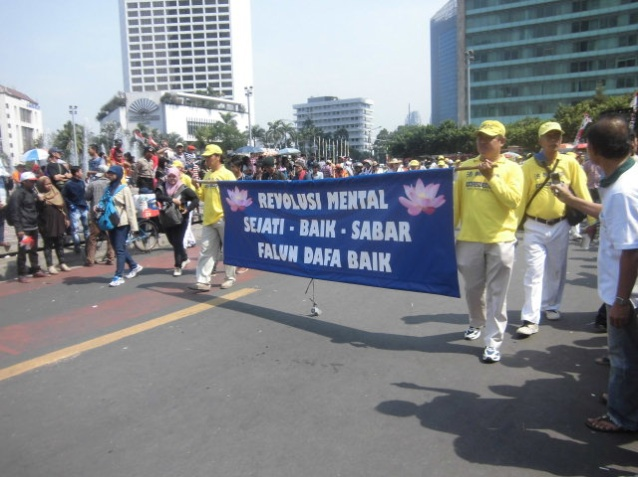 REVOLUSI MENTAL
SEJATI - BAIK - SABAR
FALUN DAFA BAIK